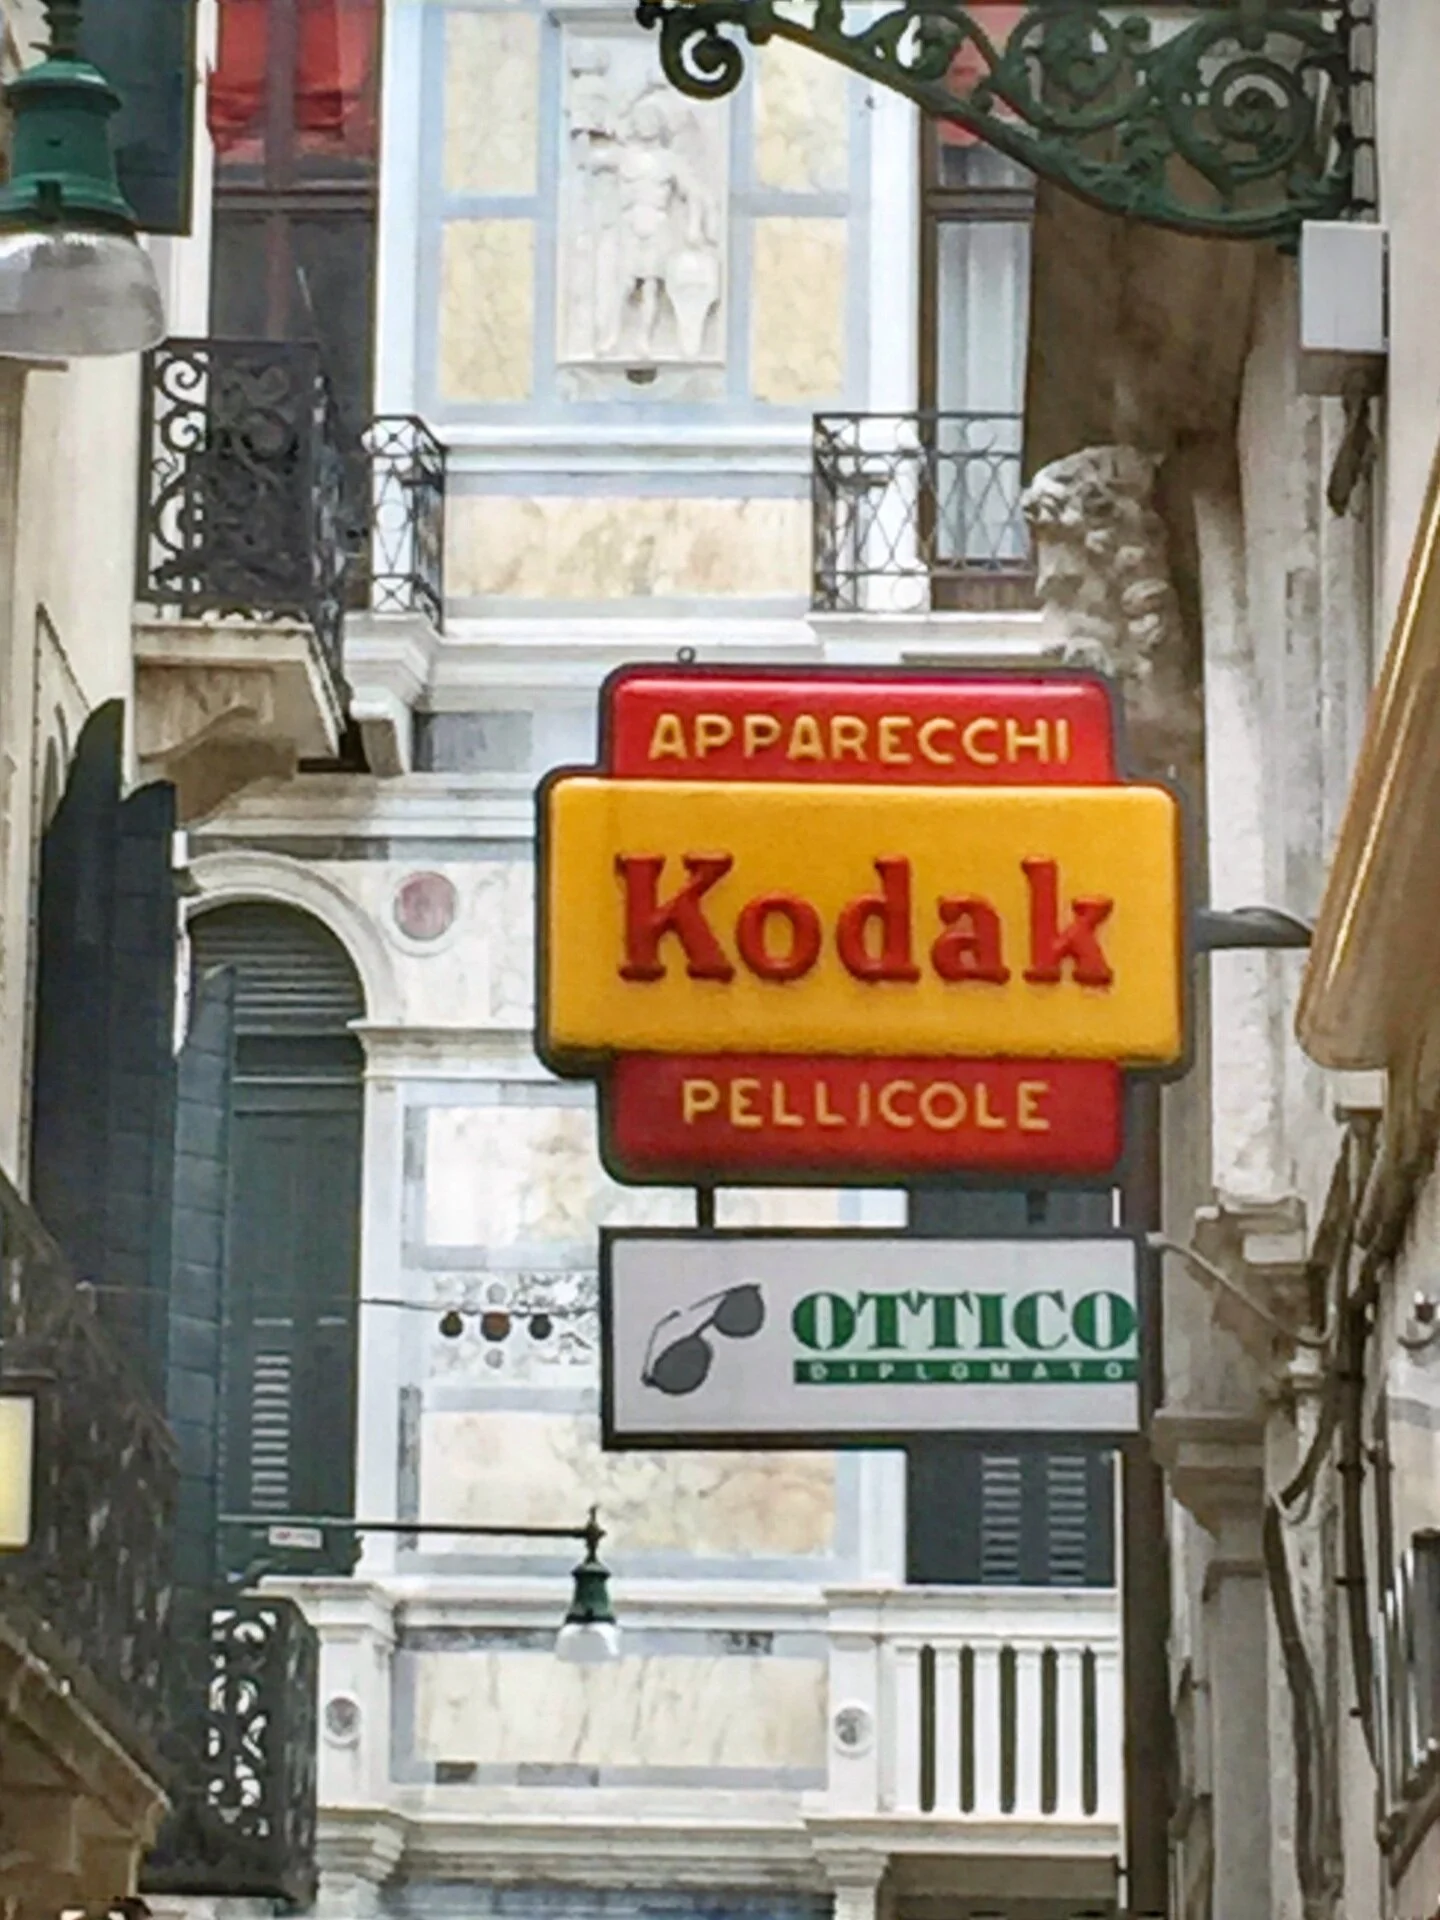 APPARECCHI
Kodak
PELLICOLE
OTTICO
DIPLOMATO